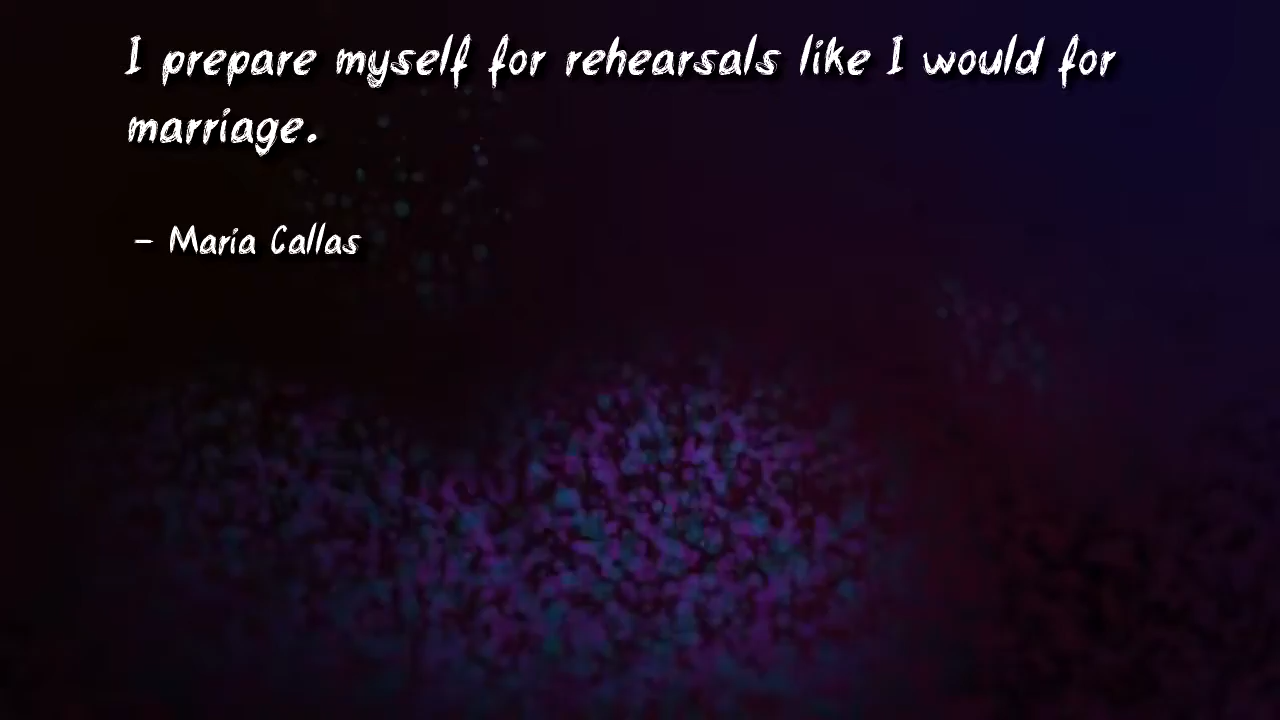 I prepare myself for rehearsals like I would for
marriage.
- Maria Callas